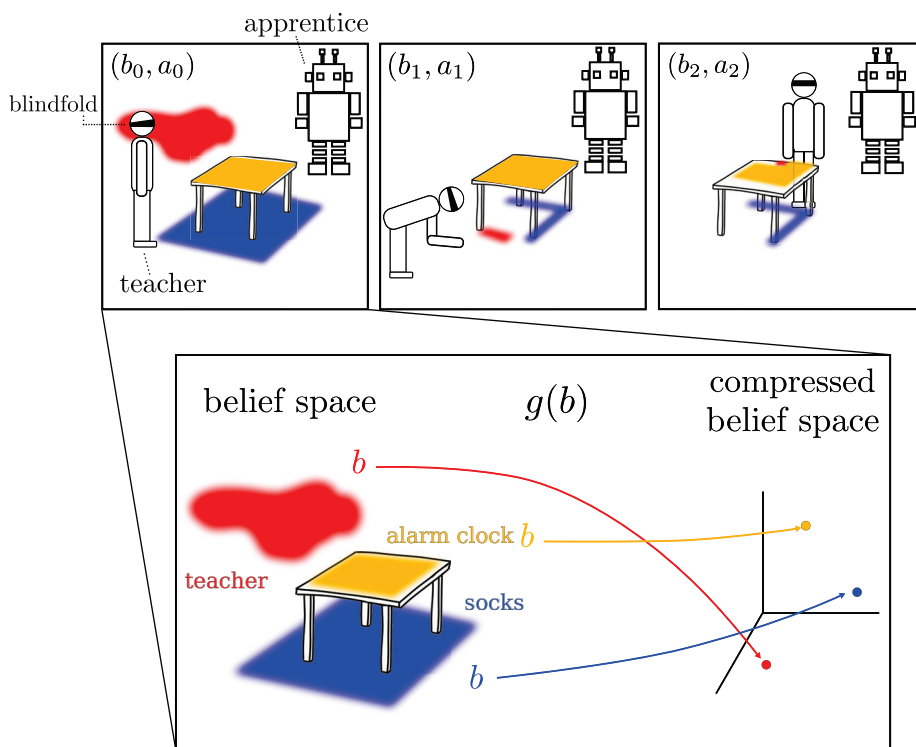 apprentice
(b₀, a₀)
(b₁, a₁)
(b₂, a₂)
blindfold
teacher
belief space
g(b)
compressed
belief space
b
alarm clock b
teacher
socks
b